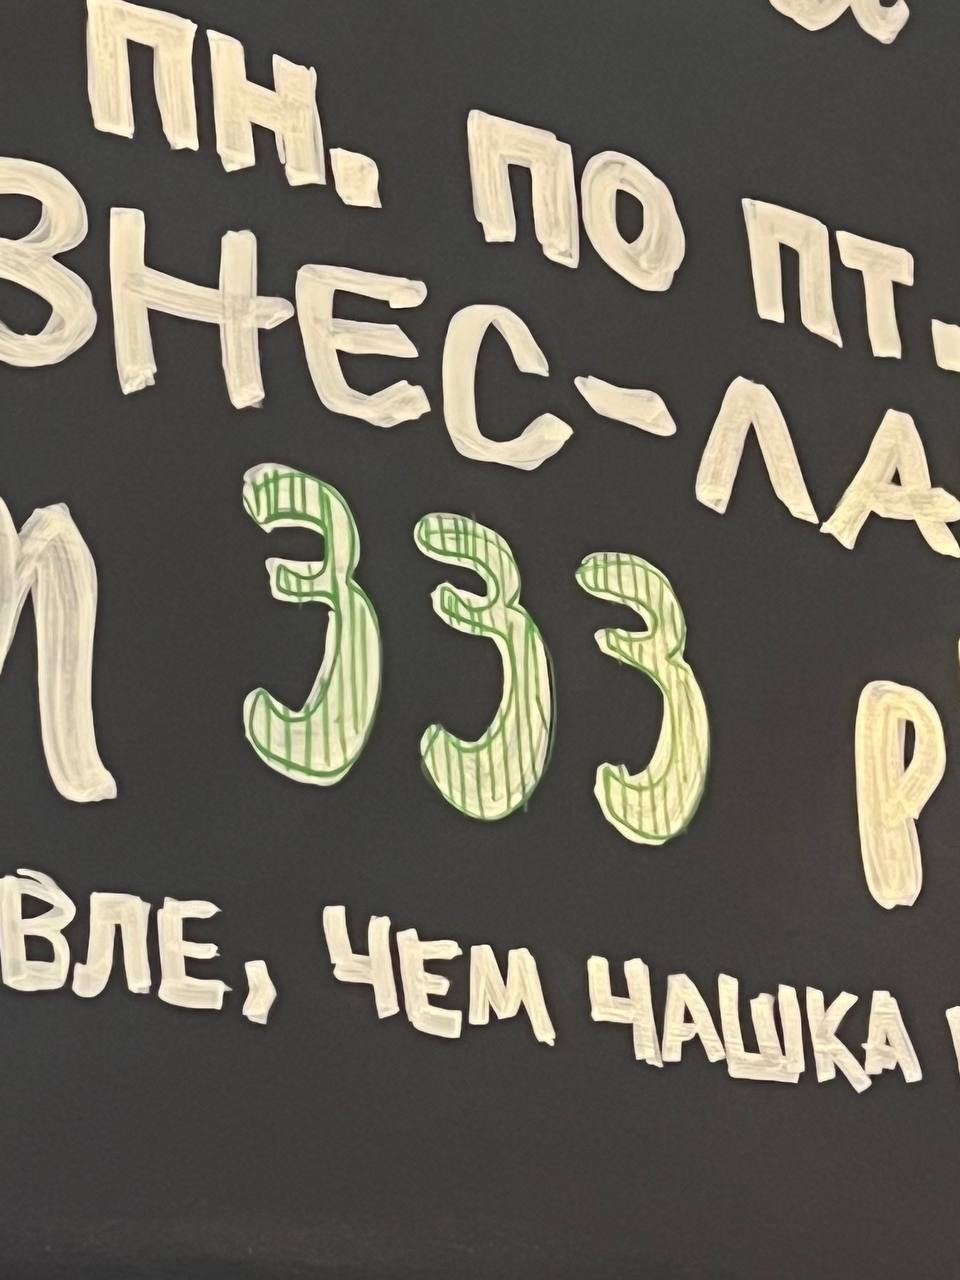 ПН. ПО ПТ.
ЗНЕС-ЛА
333 Р
ВЛЕ, ЧЕМ ЧАШКА